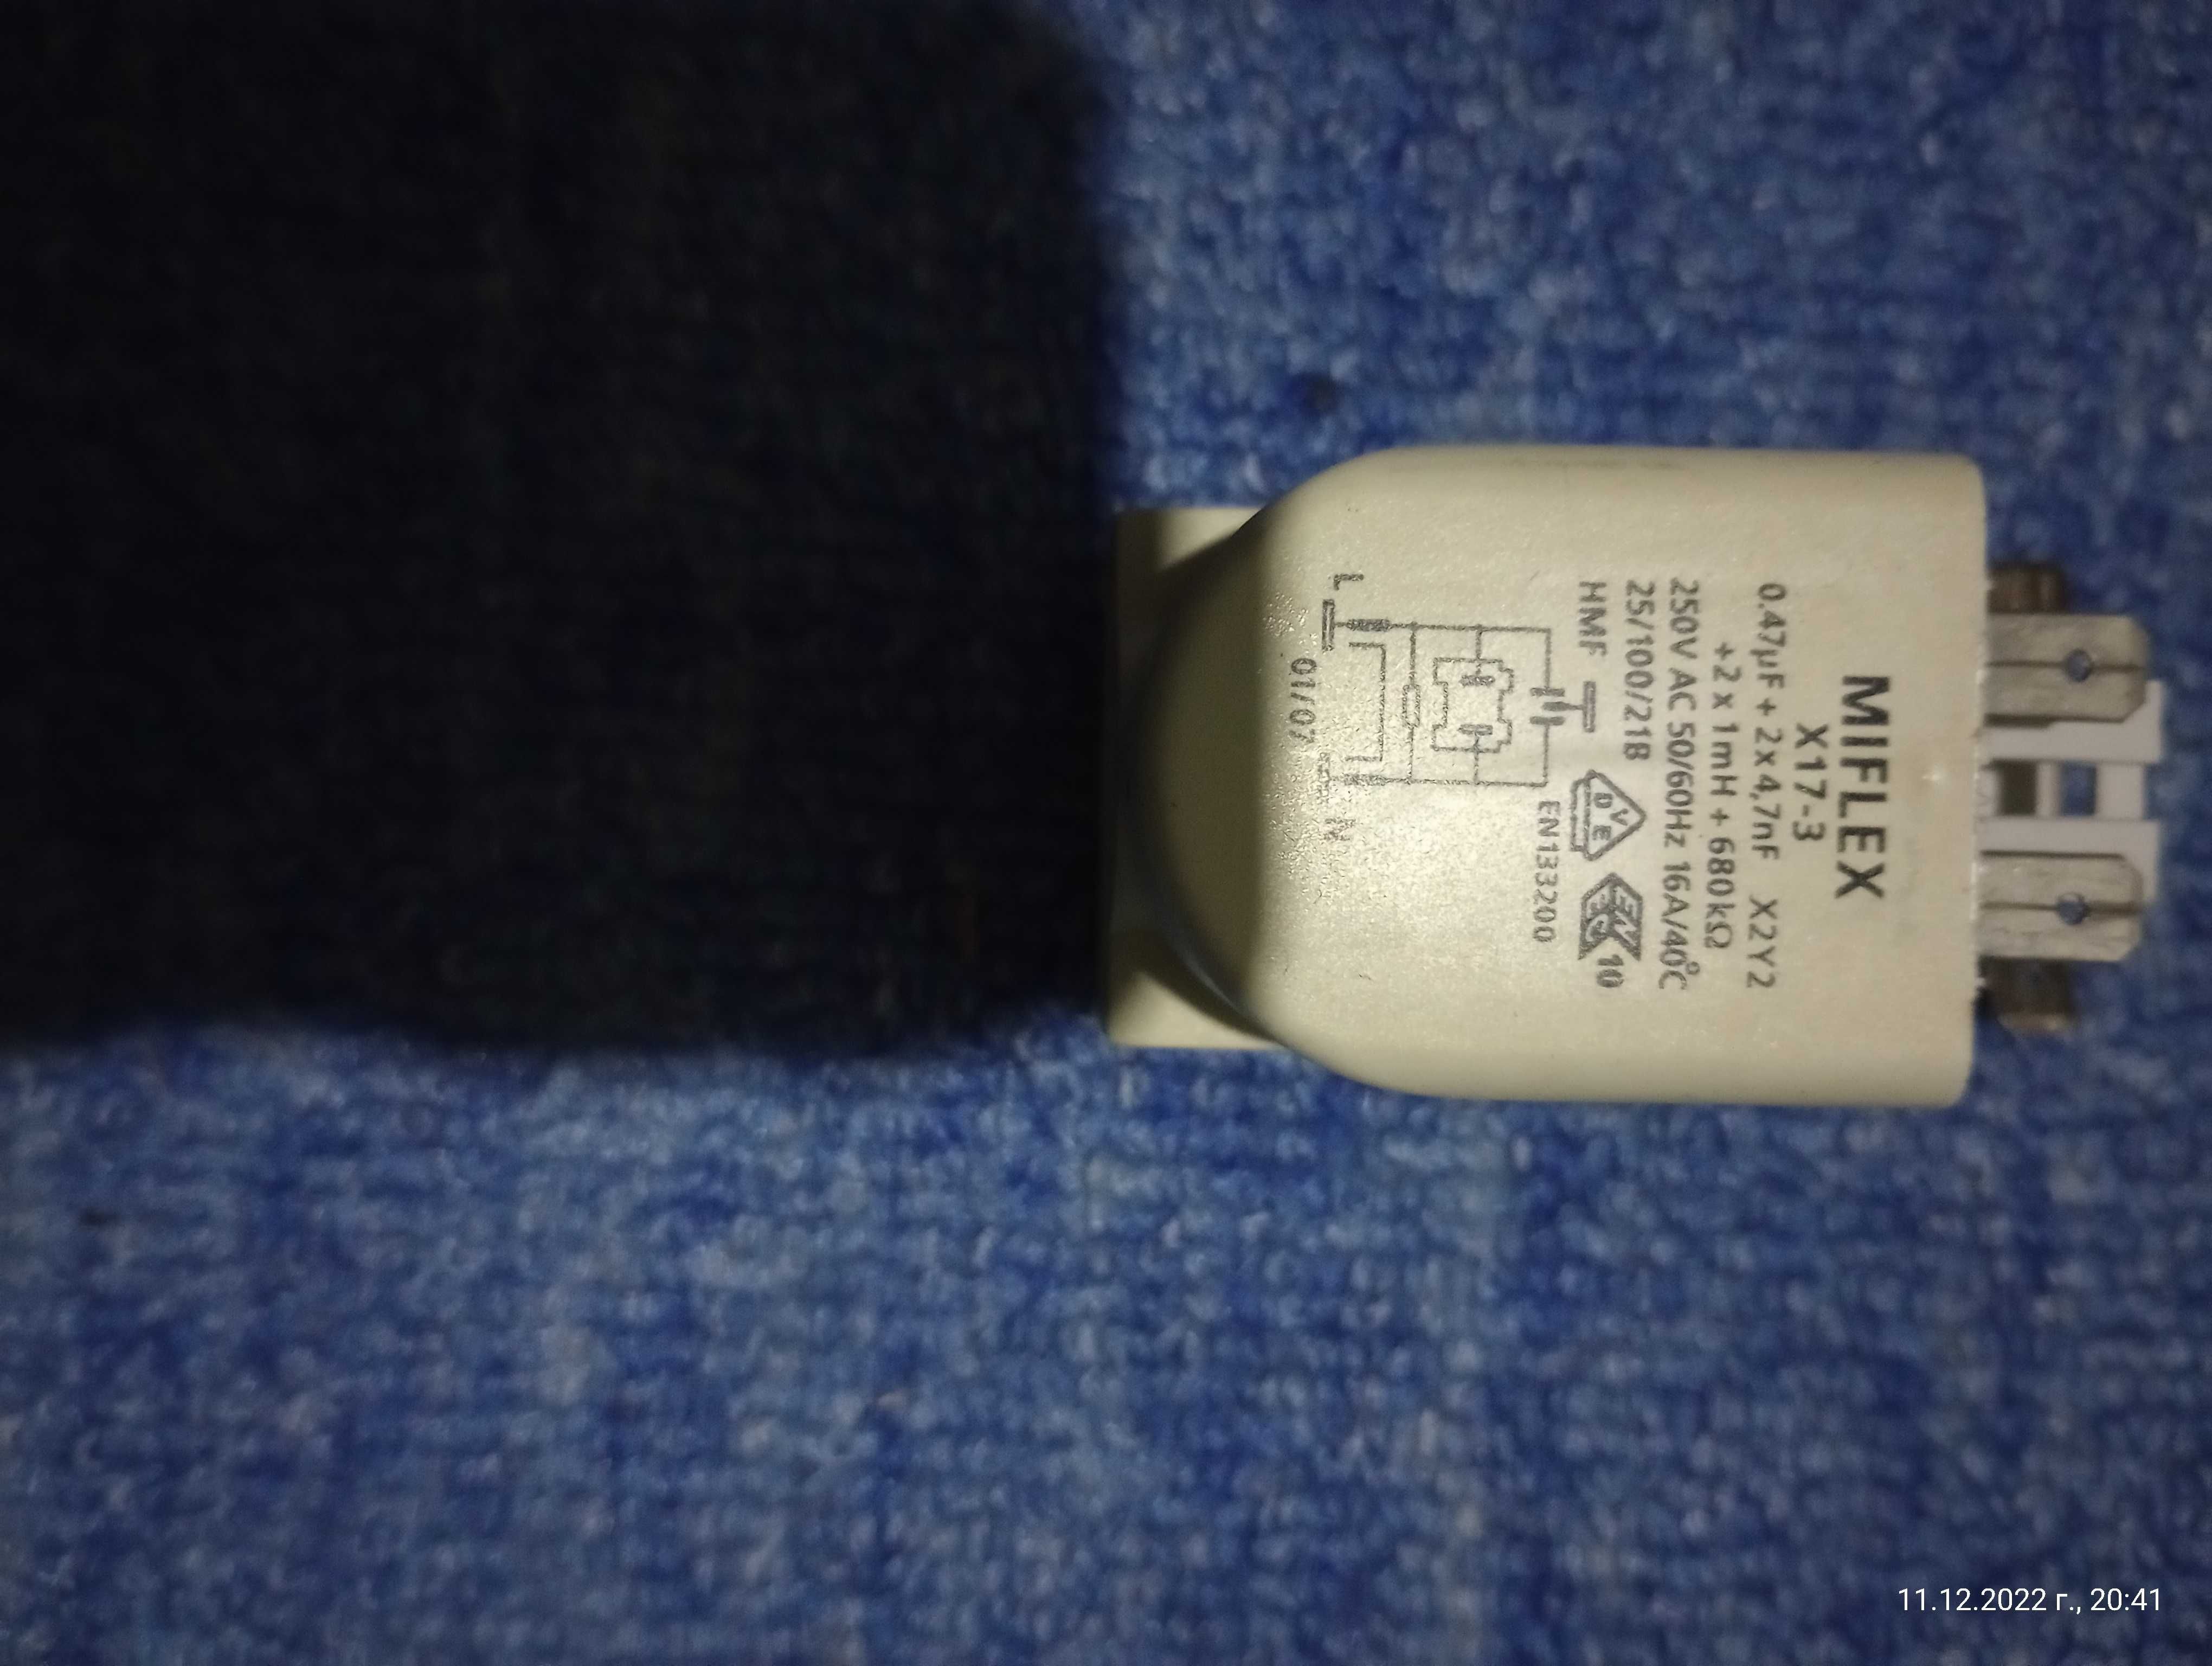 MIFLEX
X17-3
0.47µF + 2x4,7nF X2Y2
+2 x 1mH + 680kΩ
250V AC 50/60Hz 16A/40°C
25/100/21B
HMF
DVE
10
EN133200
L
N
01/07
11.12.2022 г., 20:41